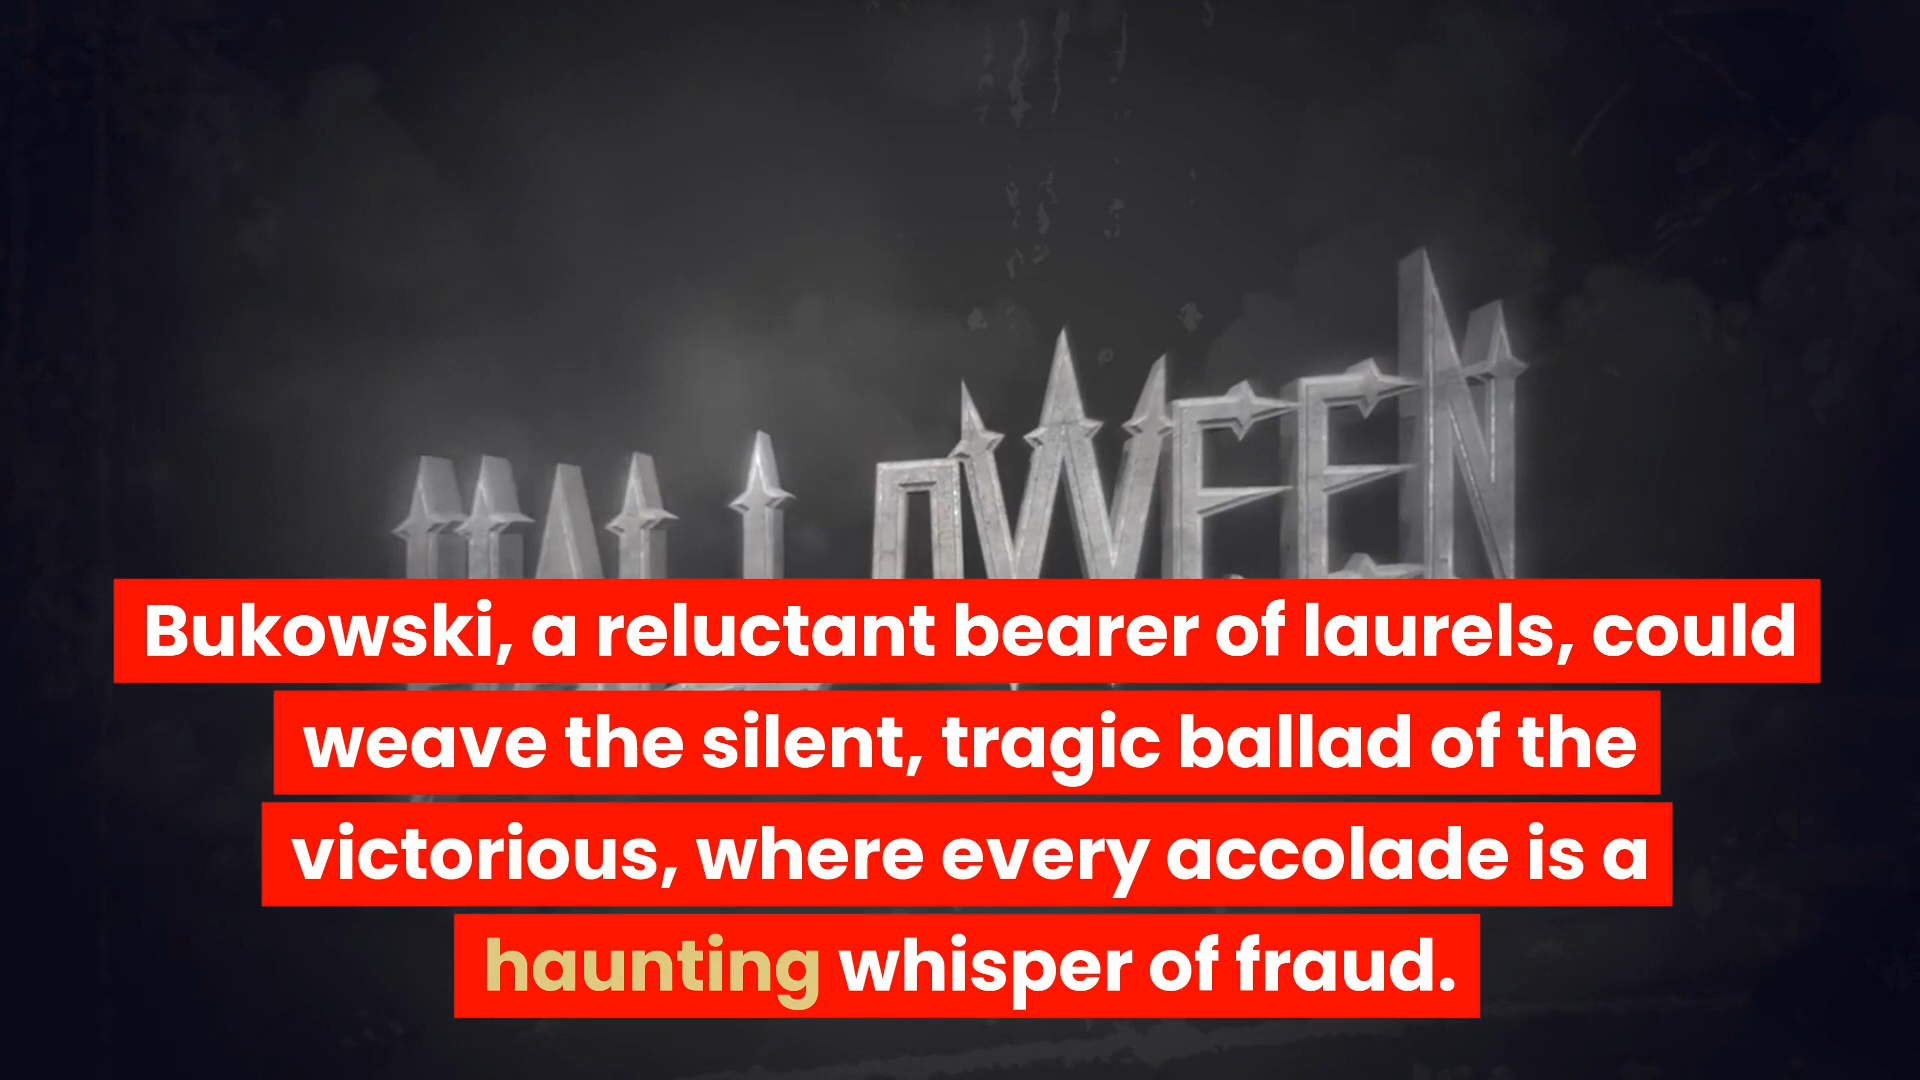 HALLOWEEN
Bukowski, a reluctant bearer of laurels, could
weave the silent, tragic ballad of the
victorious, where every accolade is a
haunting whisper of fraud.